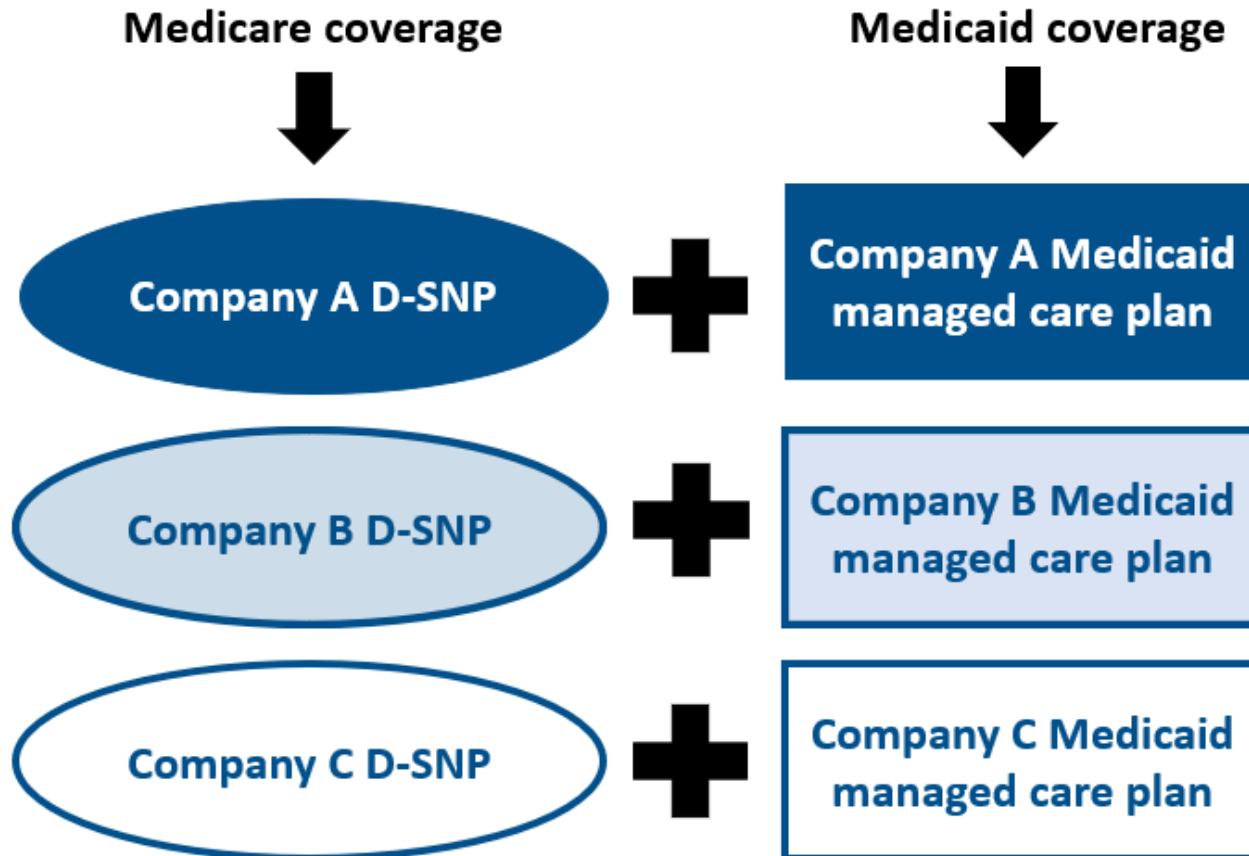 Medicare coverage
Medicaid coverage
Company A D-SNP
Company A Medicaid
managed care plan
Company B D-SNP
Company B Medicaid
managed care plan
Company C D-SNP
Company C Medicaid
managed care plan